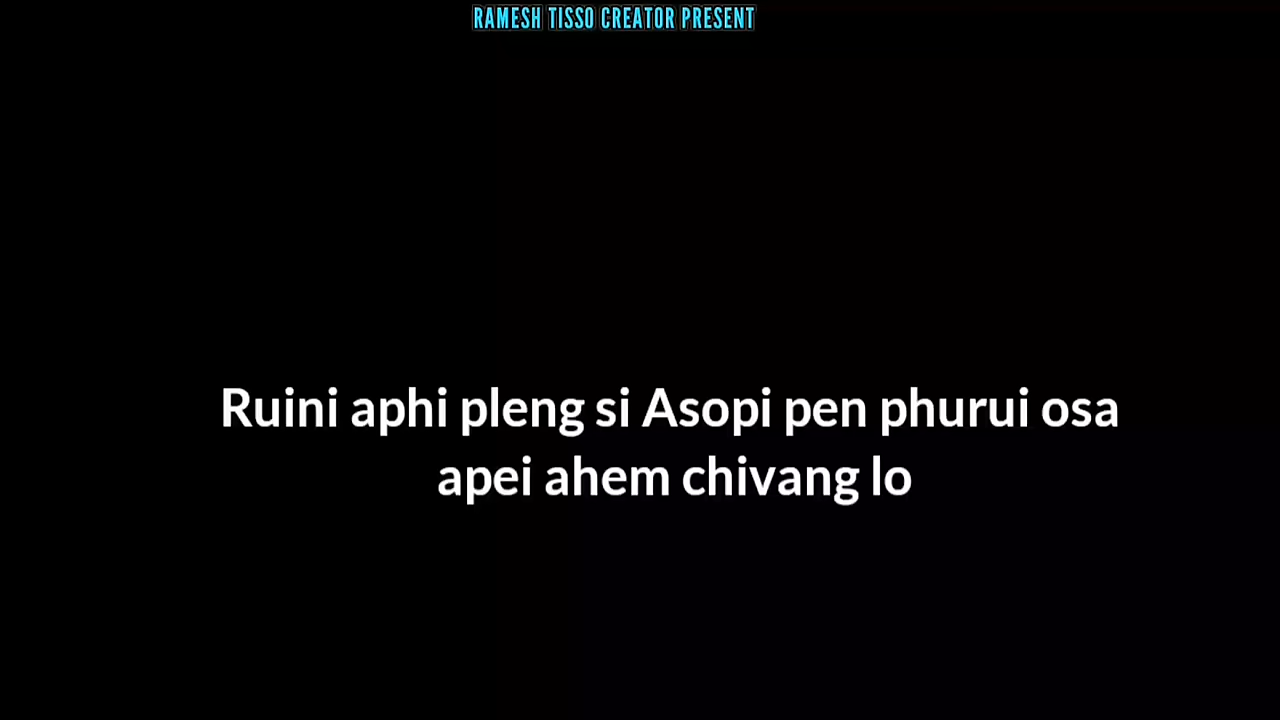 RAMESH TISSO CREATOR PRESENT
Ruini aphi pleng si Asopi pen phurui osa
apei ahem chivang lo